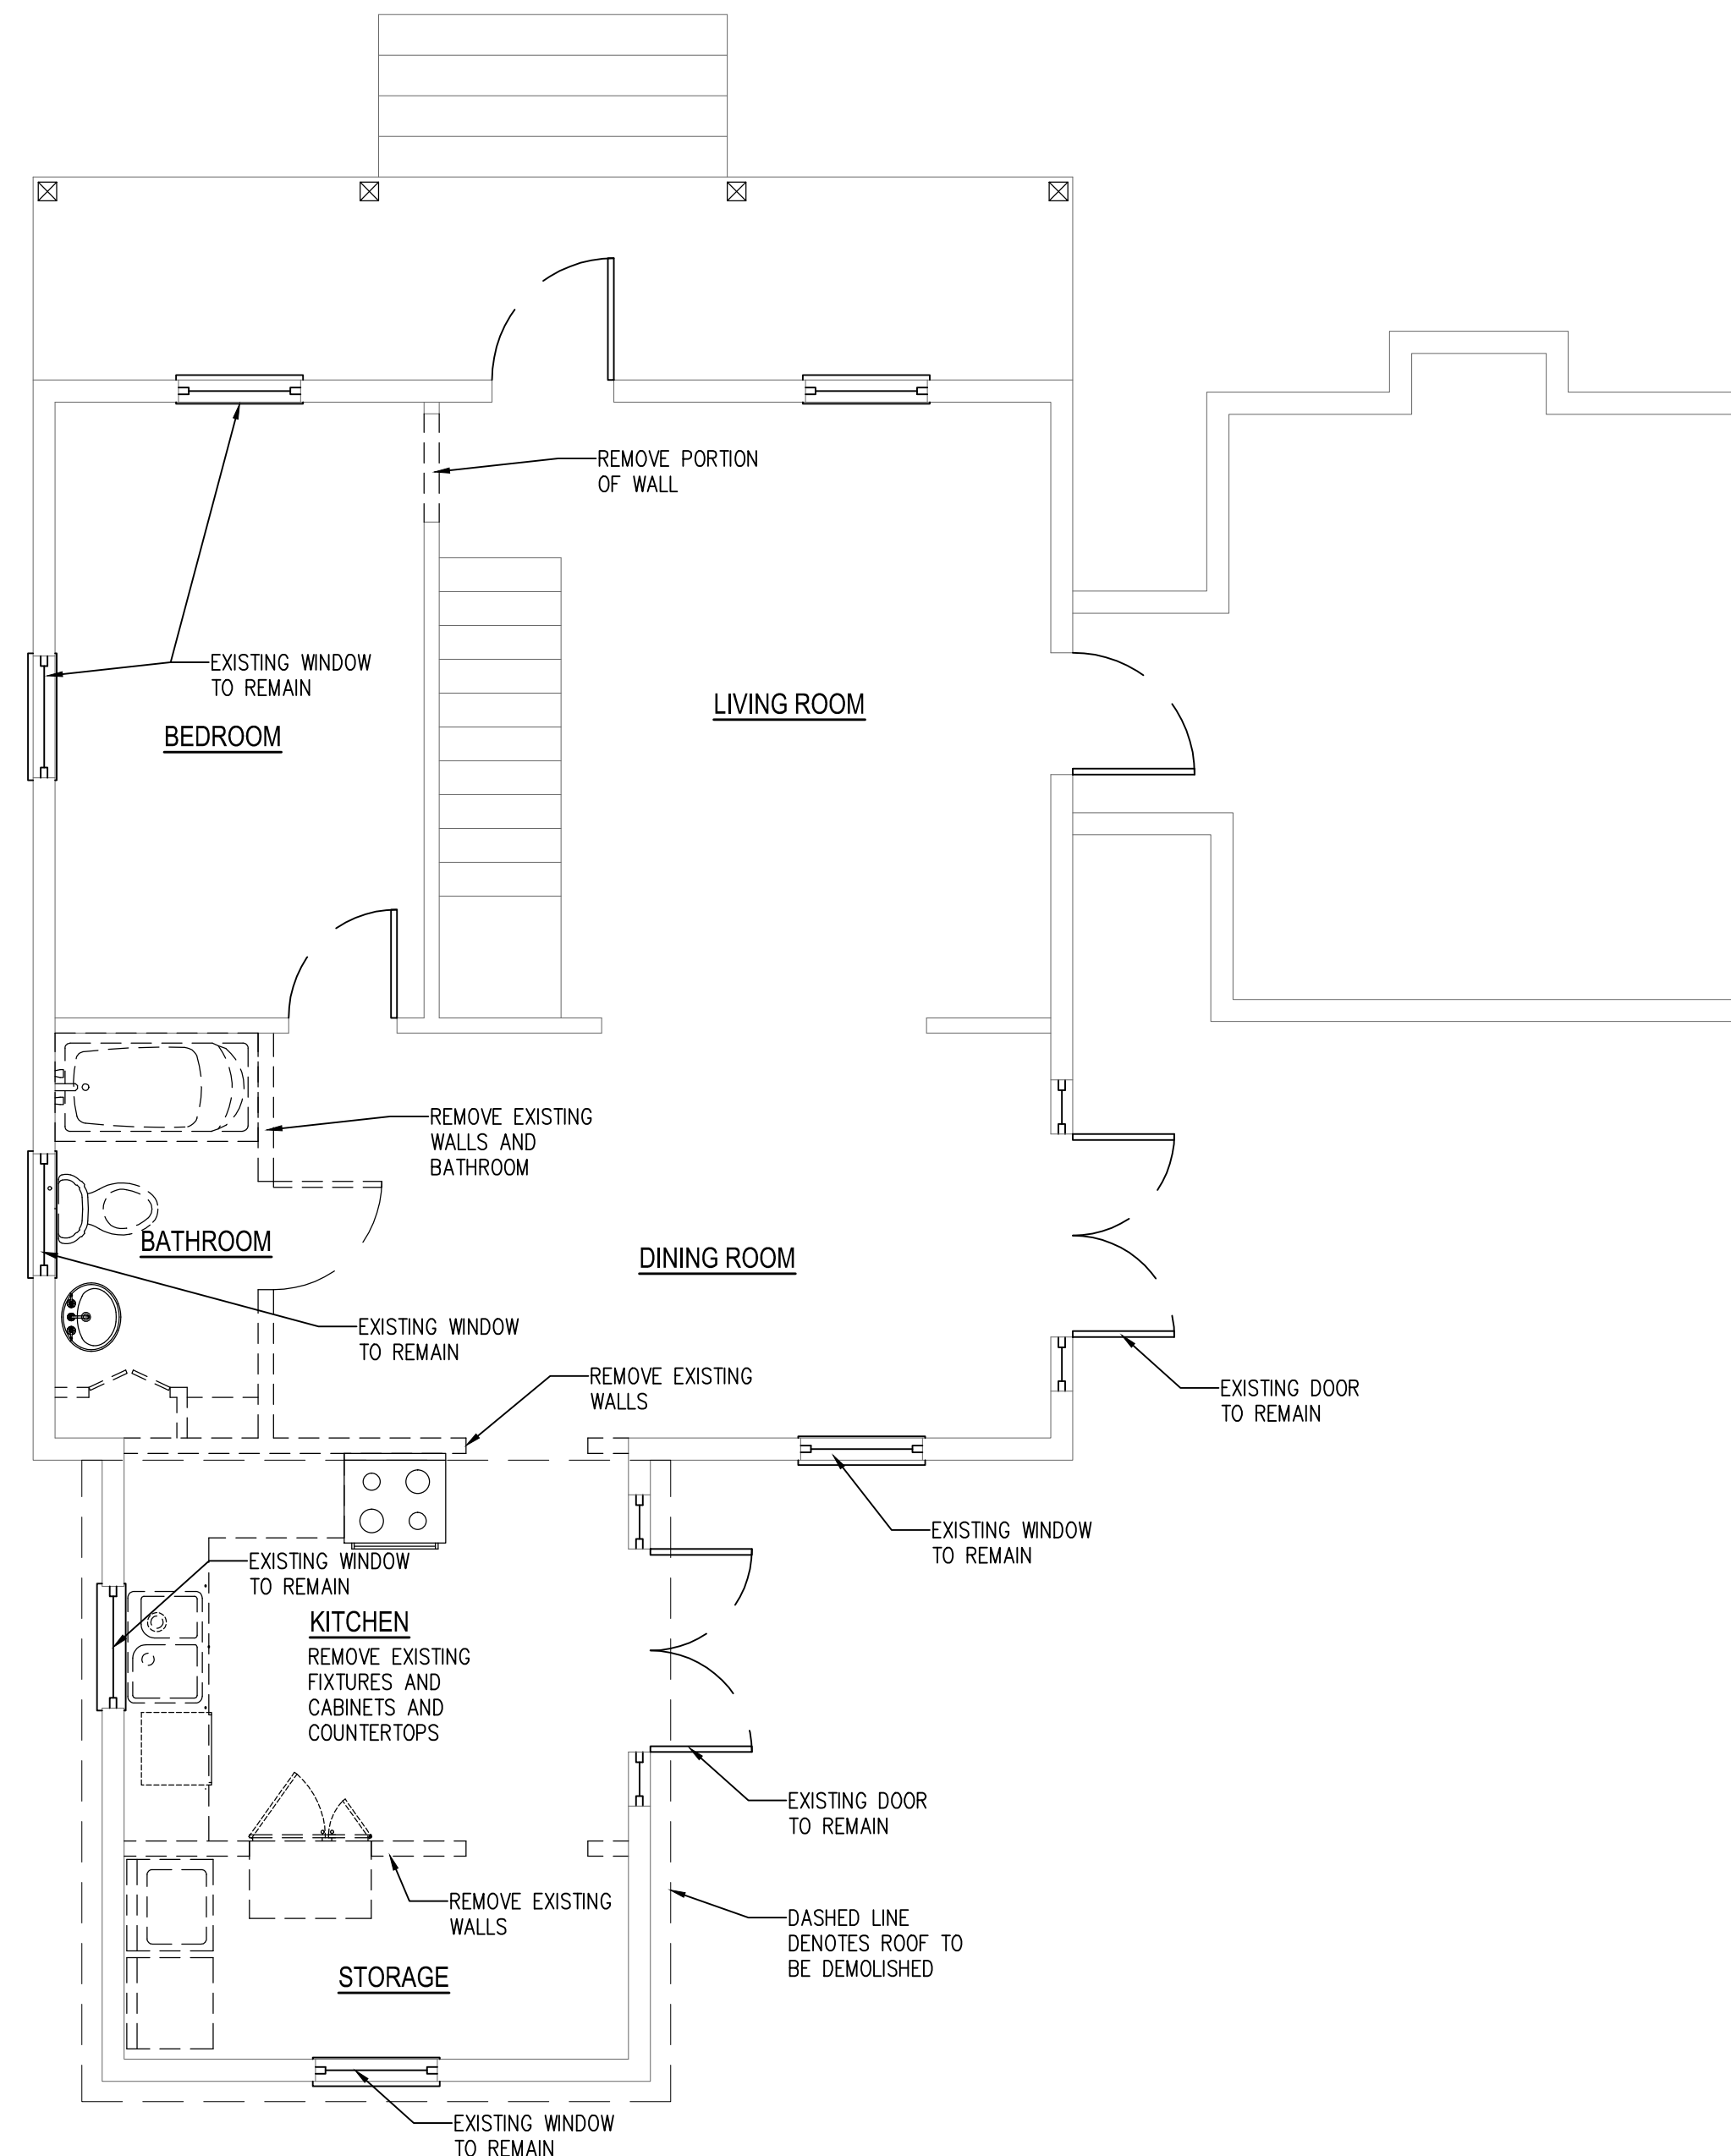 REMOVE PORTION
OF WALL
EXISTING WINDOW
TO REMAIN
BEDROOM
LIVING ROOM
REMOVE EXISTING
WALLS AND
BATHROOM
BATHROOM
DINING ROOM
EXISTING WINDOW
TO REMAIN
REMOVE EXISTING
WALLS
EXISTING DOOR
TO REMAIN
EXISTING WINDOW
TO REMAIN
EXISTING WINDOW
TO REMAIN
KITCHEN
REMOVE EXISTING
FIXTURES AND
CABINETS AND
COUNTERTOPS
EXISTING DOOR
TO REMAIN
REMOVE EXISTING
WALLS
DASHED LINE
DENOTES ROOF TO
BE DEMOLISHED
STORAGE
EXISTING WINDOW
TO REMAIN